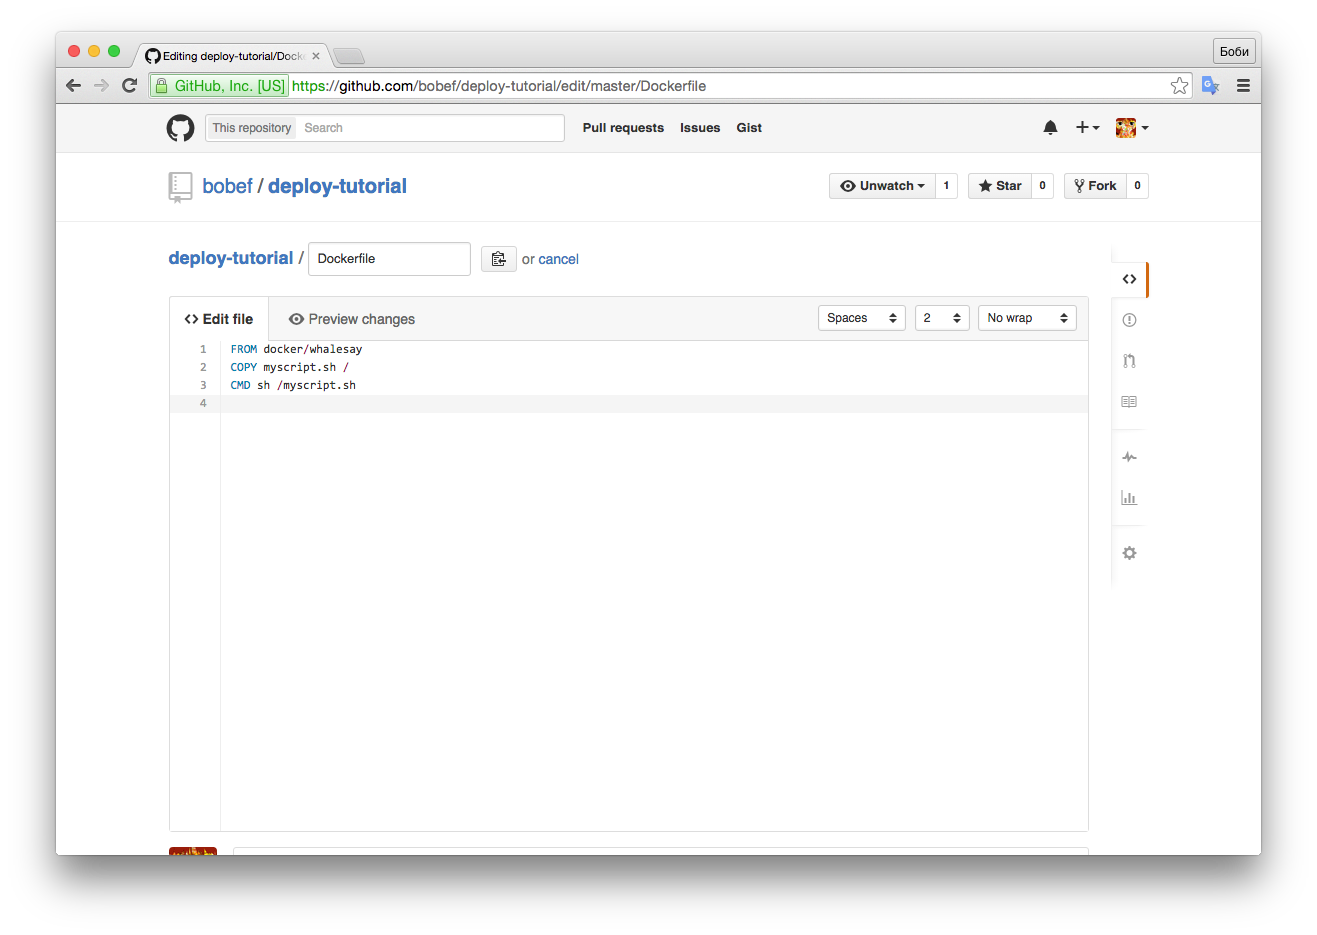 Editing deploy-tutorial/Dock
Боби
GitHub, Inc. [US] https://github.com/bobef/deploy-tutorial/edit/master/Dockerfile
This repository Search Pull requests Issues Gist
bobef / deploy-tutorial
Unwatch 1 Star 0 Fork 0
deploy-tutorial / Dockerfile or cancel
Edit file Preview changes Spaces 2 No wrap
1 FROM docker/whalesay
2 COPY myscript.sh /
3 CMD sh /myscript.sh
4